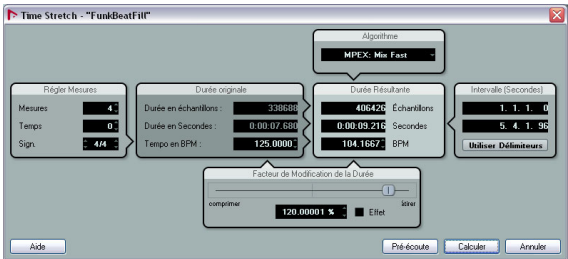 Time Stretch - "FunkBeatFill"
Algorithme
MPEX: Mix Fast
Régler Mesures
Mesures 4
Temps 0
Sign. 4/4
Durée originale
Durée en échantillons : 338688
Durée en Secondes : 0:00:07.680
Tempo en BPM : 125.0000
Durée Résultante
406426 Échantillons
0:00:09.216 Secondes
104.1667 BPM
Intervalle (Secondes)
1. 1. 1. 0
5. 4. 1. 96
Utiliser Délimiteurs
Facteur de Modification de la Durée
comprimer étirer
120.00001 % Effet
Aide Pré-écoute Calculer Annuler